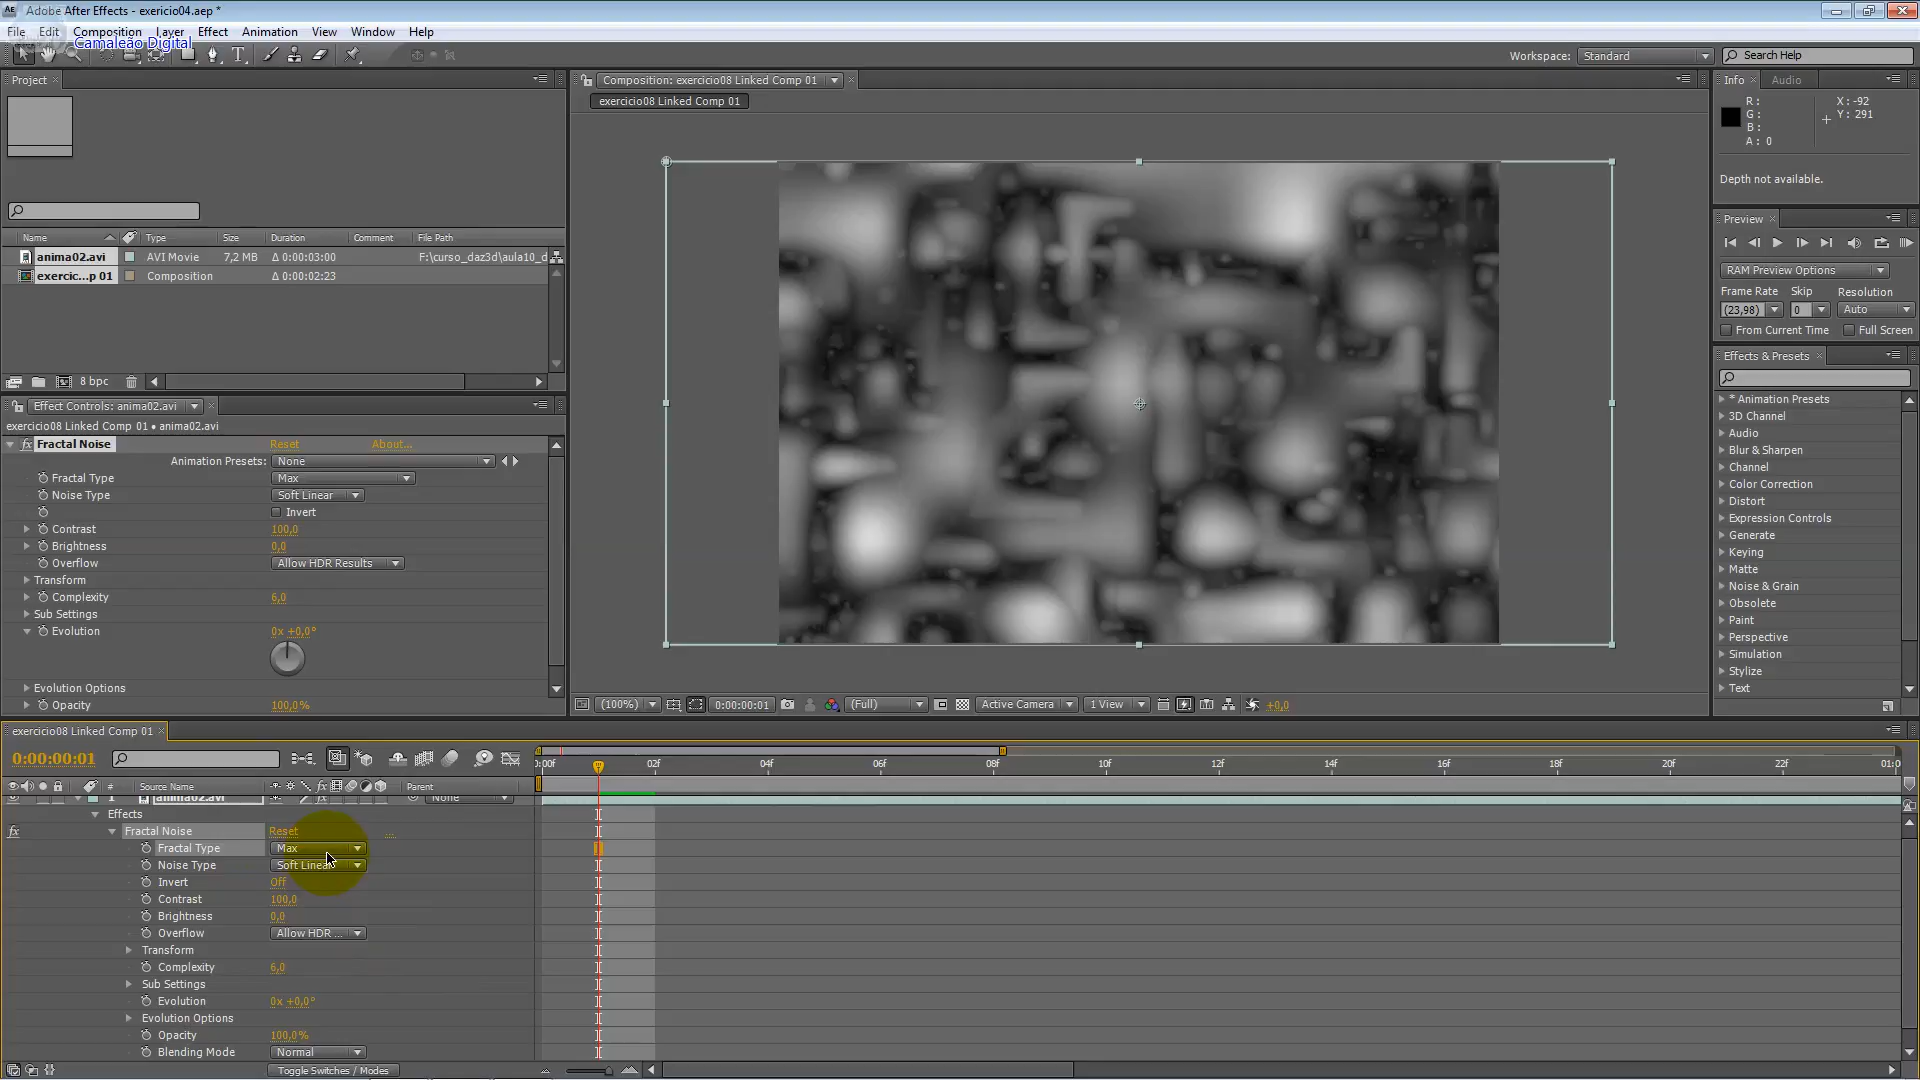 Adobe After Effects - exericio04.aep *
File Edit Composition Layer Effect Animation View Window Help
Camaleão Digital
Workspace: Standard Search Help
Project
Name Type Size Duration Comment File Path
anima02.avi AVI Movie 7,2 MB Δ 0:00:03:00 F:\curso_daz3d\aula10_d
exercic...p 01 Composition Δ 0:00:02:23
8 bpc
Effect Controls: anima02.avi
exercicio08 Linked Comp 01 • anima02.avi
Fractal Noise Reset About...
Animation Presets: None
Fractal Type Max
Noise Type Soft Linear
Invert
Contrast 100,0
Brightness 0,0
Overflow Allow HDR Results
Transform
Complexity 6,0
Sub Settings
Evolution 0x +0,0°
Evolution Options
Opacity 100,0%
Composition: exercicio08 Linked Comp 01
exercicio08 Linked Comp 01
(100%) 0:00:00:01 (Full) Active Camera 1 View +0,0
Info Audio
R: X: -92
G: Y: 291
B:
A: 0
Depth not available.
Preview
RAM Preview Options
Frame Rate Skip Resolution
(23,98) 0 Auto
From Current Time Full Screen
Effects & Presets
* Animation Presets
3D Channel
Audio
Blur & Sharpen
Channel
Color Correction
Distort
Expression Controls
Generate
Keying
Matte
Noise & Grain
Obsolete
Paint
Perspective
Simulation
Stylize
Text
exercicio08 Linked Comp 01
0:00:00:01
:00f 02f 04f 06f 08f 10f 12f 14f 16f 18f 20f 22f 01:0
# Source Name Parent
1 anima02.avi None
Effects
Fractal Noise Reset ...
Fractal Type Max
Noise Type Soft Linear
Invert Off
Contrast 100,0
Brightness 0,0
Overflow Allow HDR ...
Transform
Complexity 6,0
Sub Settings
Evolution 0x +0,0°
Evolution Options
Opacity 100,0%
Blending Mode Normal
Toggle Switches / Modes